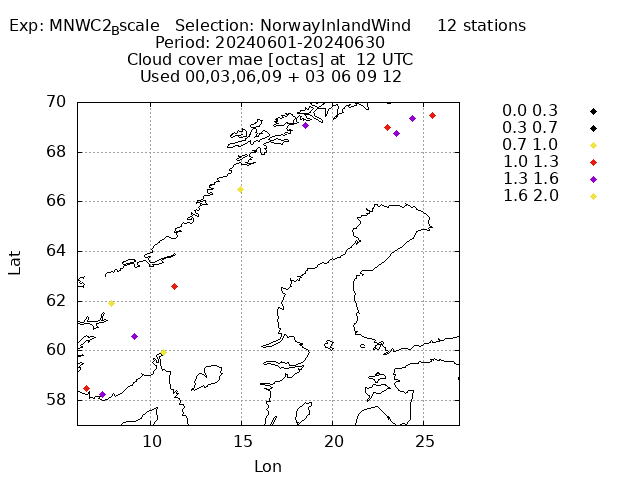 Exp: MNWC2Bscale   Selection: NorwayInlandWind     12 stations
Period: 20240601-20240630
Cloud cover mae [octas] at  12 UTC
Used 00,03,06,09 + 03 06 09 12
0.0 0.3
0.3 0.7
0.7 1.0
1.0 1.3
1.3 1.6
1.6 2.0
70
68
66
64
62
60
58
Lat
10 15 20 25
Lon